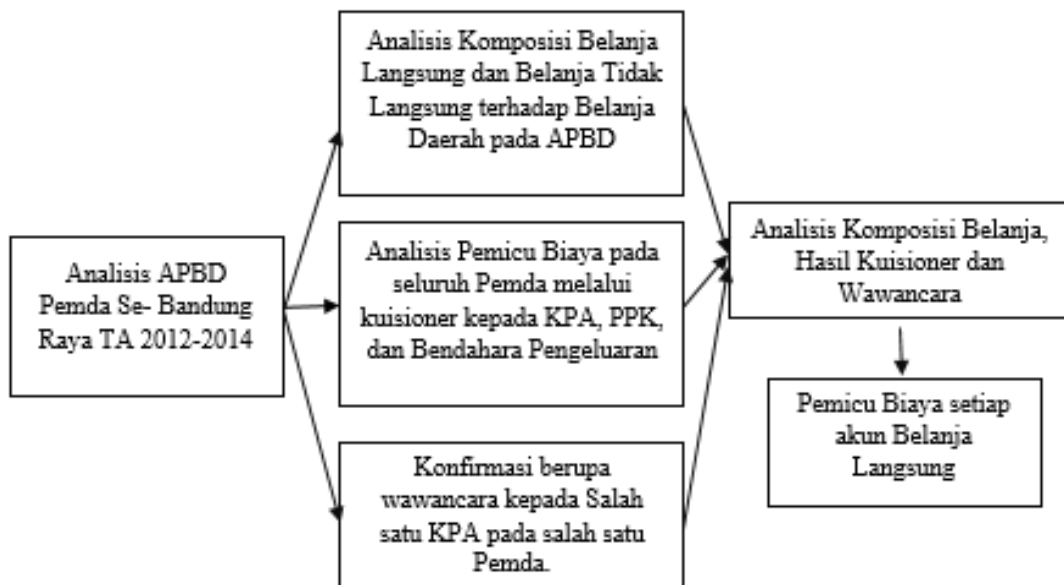 Analisis APBD
Pemda Se- Bandung
Raya TA 2012-2014
Analisis Komposisi Belanja
Langsung dan Belanja Tidak
Langsung terhadap Belanja
Daerah pada APBD
Analisis Pemicu Biaya pada
seluruh Pemda melalui
kuisioner kepada KPA, PPK,
dan Bendahara Pengeluaran
Konfirmasi berupa
wawancara kepada Salah
satu KPA pada salah satu
Pemda.
Analisis Komposisi Belanja,
Hasil Kuisioner dan
Wawancara
Pemicu Biaya setiap
akun Belanja
Langsung